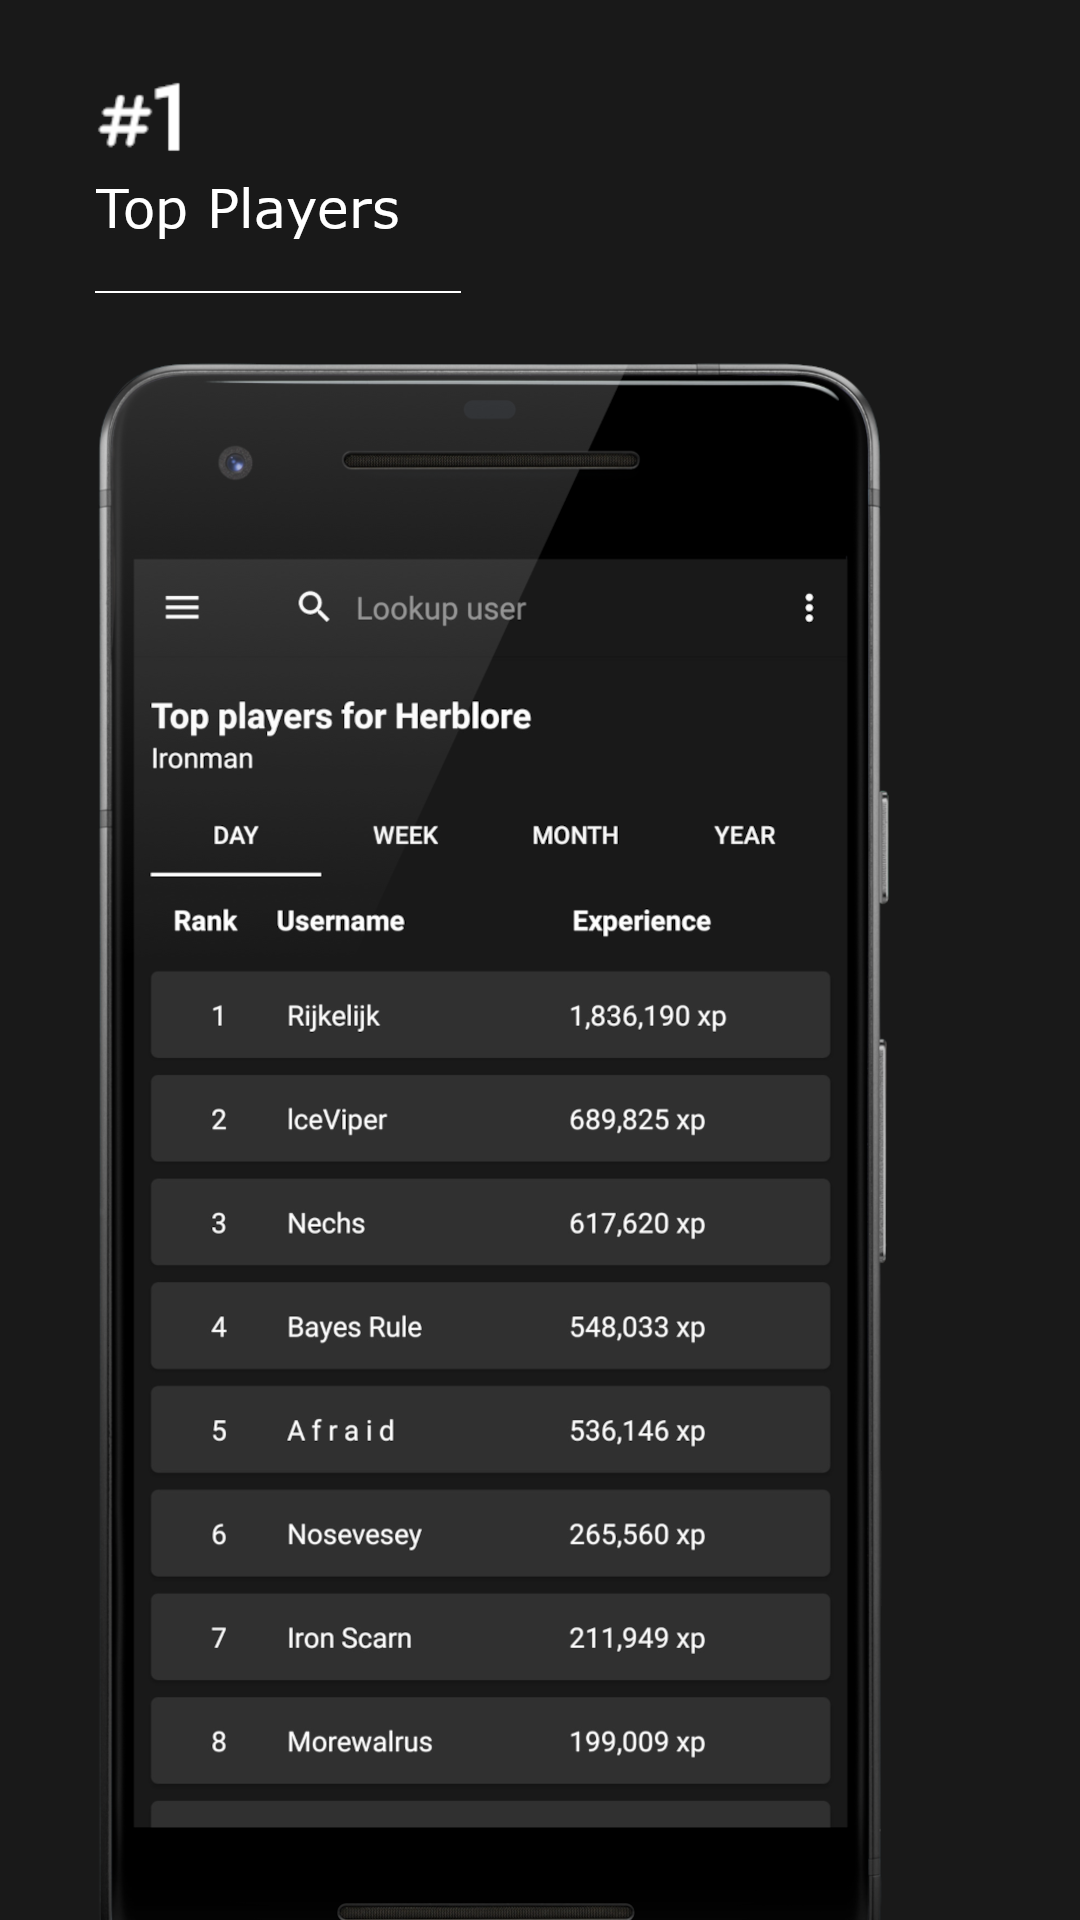 #1
Top Players
Lookup user
Top players for Herblore
Ironman
DAY WEEK MONTH YEAR
Rank Username Experience
1 Rijkelijk 1,836,190 xp
2 IceViper 689,825 xp
3 Nechs 617,620 xp
4 Bayes Rule 548,033 xp
5 A f r a i d 536,146 xp
6 Nosevesey 265,560 xp
7 Iron Scarn 211,949 xp
8 Morewalrus 199,009 xp